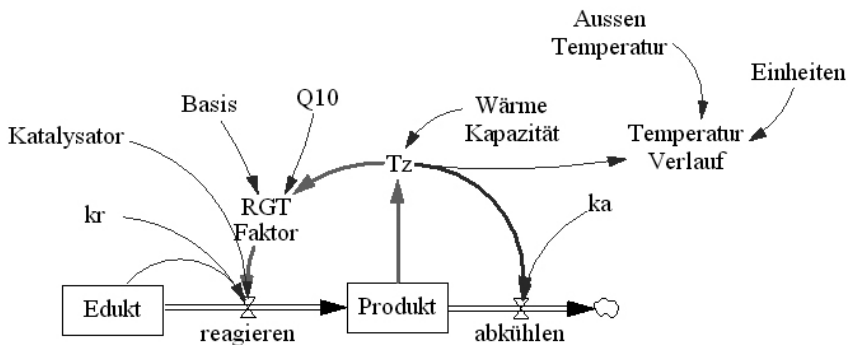 Aussen
Temperatur
Einheiten
Basis
Q10
Wärme
Kapazität
Katalysator
Temperatur
Verlauf
Tz
RGT
Faktor
kr
ka
Edukt
Produkt
reagieren
abkühlen